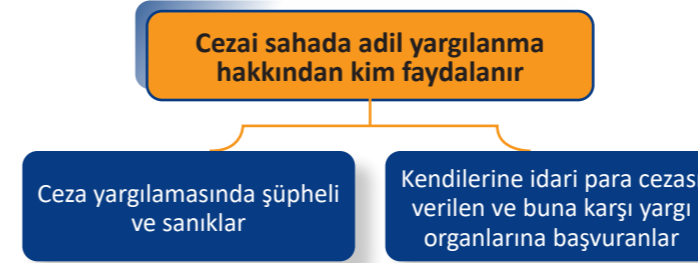 Cezai sahada adil yargılanma
hakkından kim faydalanır
Ceza yargılamasında şüpheli
ve sanıklar
Kendilerine idari para cezası
verilen ve buna karşı yargı
organlarına başvuranlar